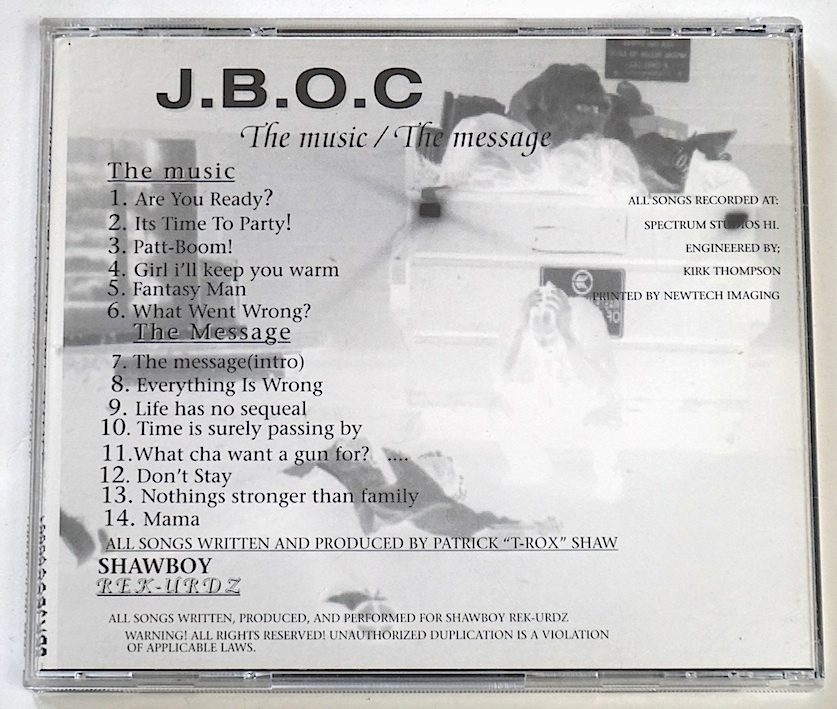 J.B.O.C
The music / The message
The music
1. Are You Ready?
2. Its Time To Party!
3. Patt-Boom!
4. Girl i'll keep you warm
5. Fantasy Man
6. What Went Wrong?
The Message
7. The message(intro)
8. Everything Is Wrong
9. Life has no sequeal
10. Time is surely passing by
11.What cha want a gun for? ....
12. Don't Stay
13. Nothings stronger than family
14. Mama
ALL SONGS WRITTEN AND PRODUCED BY PATRICK "T-ROX" SHAW
SHAWBOY
REK-URDZ
ALL SONGS WRITTEN, PRODUCED, AND PERFORMED FOR SHAWBOY REK-URDZ
WARNING! ALL RIGHTS RESERVED! UNAUTHORIZED DUPLICATION IS A VIOLATION
OF APPLICABLE LAWS.
ALL SONGS RECORDED AT:
SPECTRUM STUDIOS HI.
ENGINEERED BY;
KIRK THOMPSON
PRINTED BY NEWTECH IMAGING